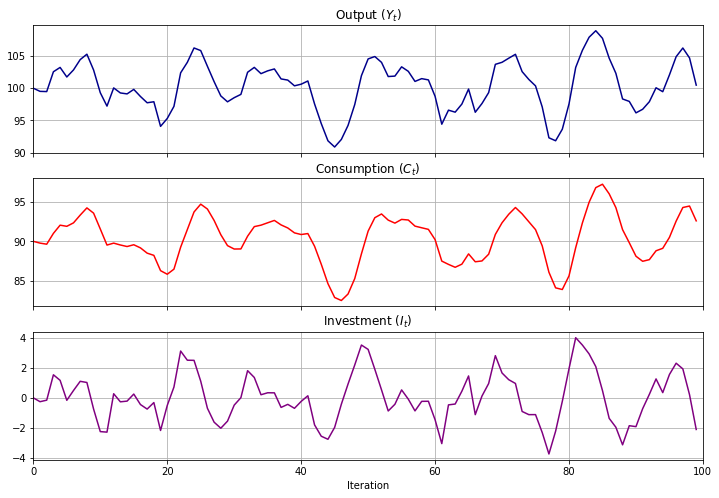 Output (Y_t)
105
100
95
90
Consumption (C_t)
95
90
85
Investment (I_t)
4
2
0
−2
−4
0 20 40 60 80 100
Iteration